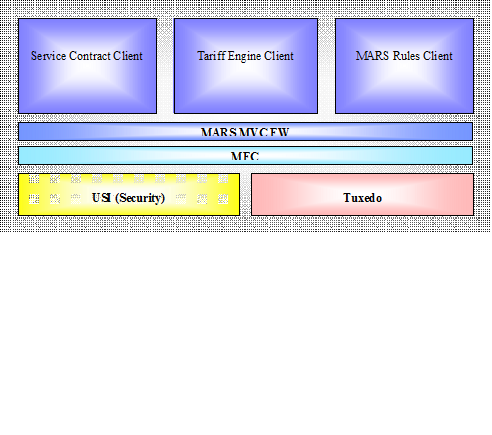 Service Contract Client
Tariff Engine Client
MARS Rules Client
MARS MVC FW
MFC
USI (Security)
Tuxedo